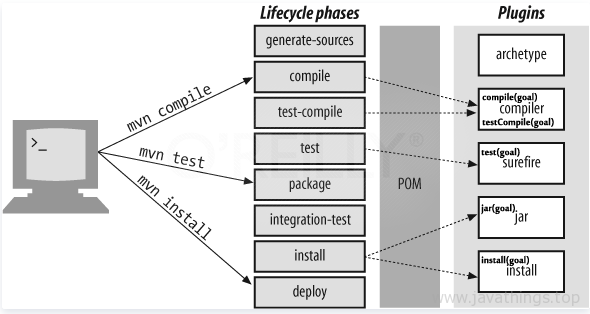 Lifecycle phases
Plugins
generate-sources
compile
test-compile
test
package
integration-test
install
deploy
mvn compile
mvn test
mvn install
>_
O'REILLY®
POM
archetype
compile(goal)
compiler
testCompile(goal)
test(goal)
surefire
jar(goal)
jar
install(goal)
install
www.javathings.top